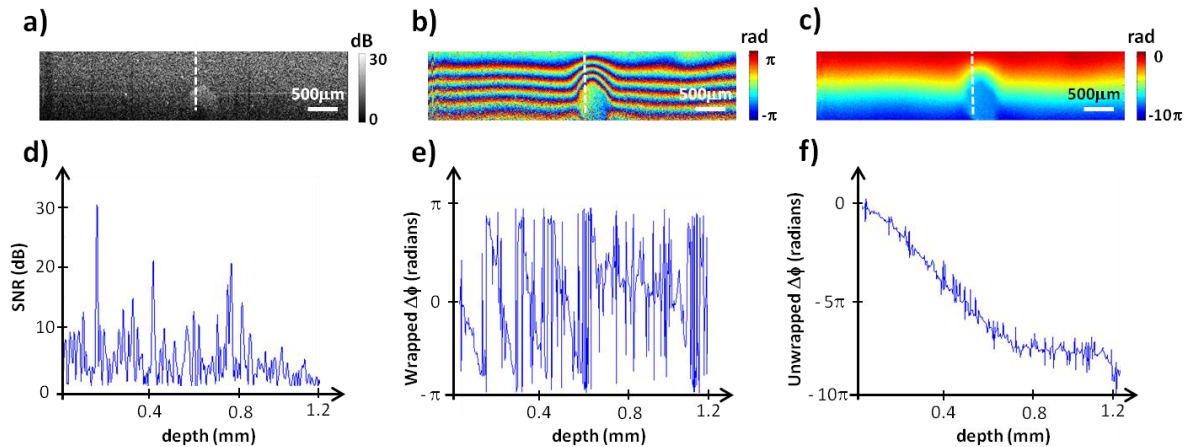 a)
dB
30
0
500μm
b)
rad
π
-π
500μm
c)
rad
0
-10π
500μm
d)
SNR (dB)
30
20
10
0
0.4
0.8
1.2
depth (mm)
e)
Wrapped Δϕ (radians)
π
0
-π
0.4
0.8
1.2
depth (mm)
f)
Unwrapped Δϕ (radians)
0
-5π
-10π
0.4
0.8
1.2
depth (mm)